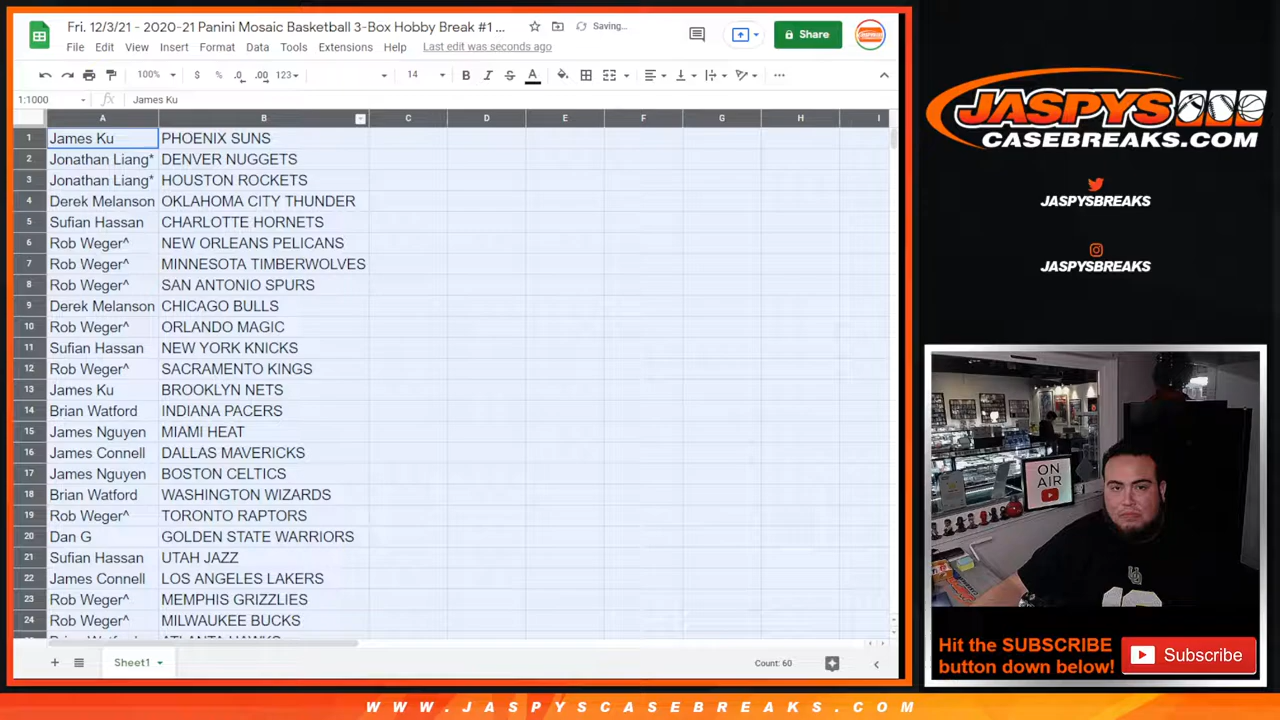 Fri. 12/3/21 - 2020-21 Panini Mosaic Basketball 3-Box Hobby Break #1 ...
Saving...
File Edit View Insert Format Data Tools Extensions Help Last edit was seconds ago
Share
100% $ % .0 .00 123 14 B I S A
1:1000 fx James Ku
A B C D E F G H I
1 James Ku PHOENIX SUNS
2 Jonathan Liang* DENVER NUGGETS
3 Jonathan Liang* HOUSTON ROCKETS
4 Derek Melanson OKLAHOMA CITY THUNDER
5 Sufian Hassan CHARLOTTE HORNETS
6 Rob Weger^ NEW ORLEANS PELICANS
7 Rob Weger^ MINNESOTA TIMBERWOLVES
8 Rob Weger^ SAN ANTONIO SPURS
9 Derek Melanson CHICAGO BULLS
10 Rob Weger^ ORLANDO MAGIC
11 Sufian Hassan NEW YORK KNICKS
12 Rob Weger^ SACRAMENTO KINGS
13 James Ku BROOKLYN NETS
14 Brian Watford INDIANA PACERS
15 James Nguyen MIAMI HEAT
16 James Connell DALLAS MAVERICKS
17 James Nguyen BOSTON CELTICS
18 Brian Watford WASHINGTON WIZARDS
19 Rob Weger^ TORONTO RAPTORS
20 Dan G GOLDEN STATE WARRIORS
21 Sufian Hassan UTAH JAZZ
22 James Connell LOS ANGELES LAKERS
23 Rob Weger^ MEMPHIS GRIZZLIES
24 Rob Weger^ MILWAUKEE BUCKS
Sheet1
Count: 60
JASPYS
CASEBREAKS.COM
JASPYSBREAKS
JASPYSBREAKS
ON
AIR
Hit the SUBSCRIBE
button down below!
Subscribe
WWW.JASPYSCASEBREAKS.COM